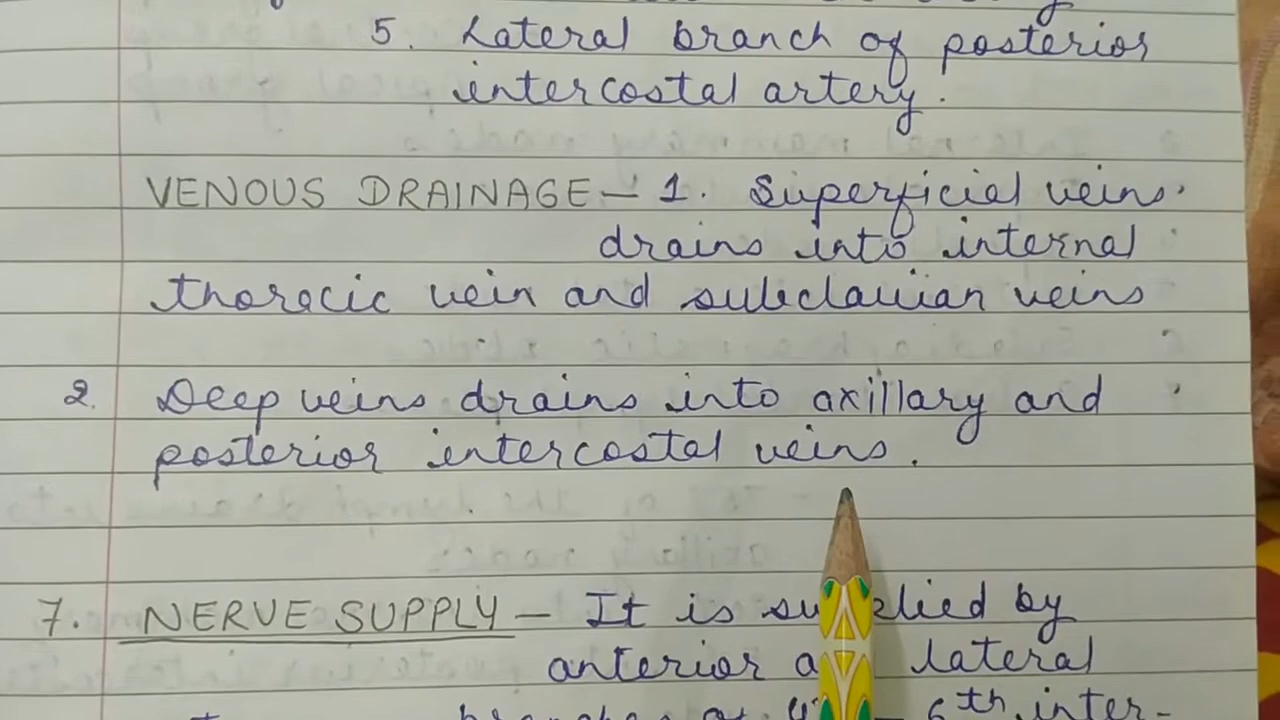 5. Lateral branch of posterior
intercostal artery.
VENOUS DRAINAGE - 1. Superficial veins
drains into internal
thoracic vein and subclavian veins
2. Deep veins drains into axillary and
posterior intercostal veins.
7. NERVE SUPPLY - It is supplied by
anterior lateral
6th inter-